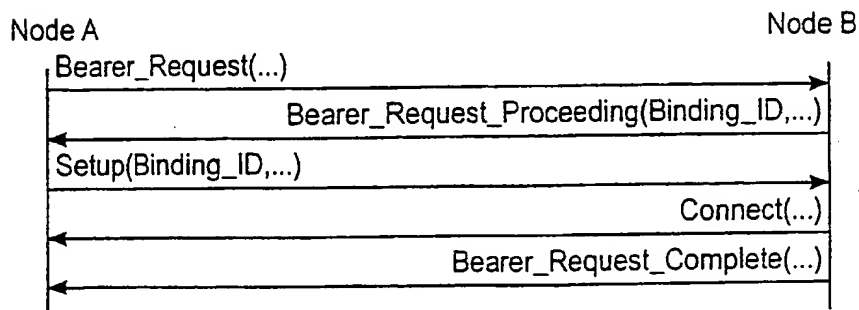 Node A
Node B
Bearer_Request(...)
Bearer_Request_Proceeding(Binding_ID,...)
Setup(Binding_ID,...)
Connect(...)
Bearer_Request_Complete(...)